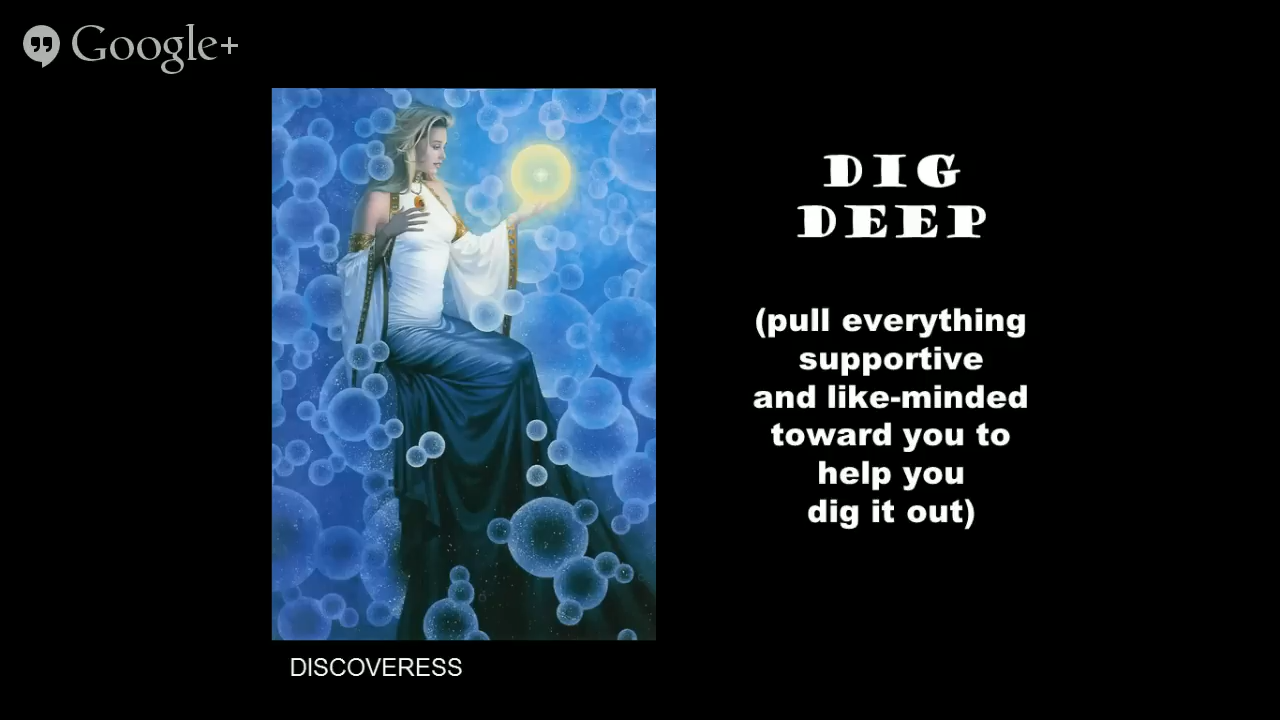 Google+
DIG
DEEP
(pull everything
supportive
and like-minded
toward you to
help you
dig it out)
DISCOVERESS